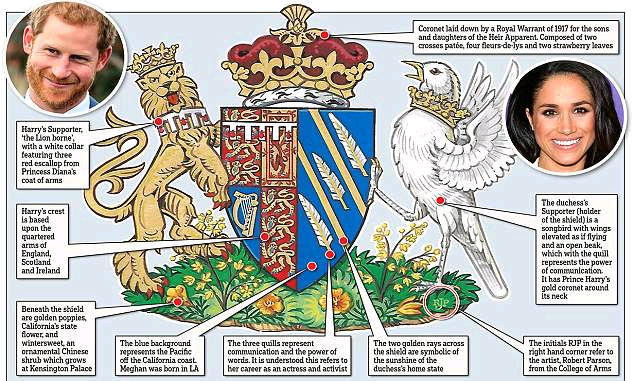 Coronet laid down by a Royal Warrant of 1917 for the sons
and daughters of the Heir Apparent. Composed of two
crosses patée, four fleurs-de-lys and two strawberry leaves
Harry's Supporter,
'the Lion borne',
with a white collar
featuring three
red escallop from
Princess Diana's
coat of arms
Harry's crest
is based
upon the
quartered
arms of
England,
Scotland
and Ireland
The duchess's
Supporter (holder
of the shield) is a
songbird with wings
elevated as if flying
and an open beak,
which with the quill
represents the power
of communication.
It has Prince Harry's
gold coronet around
its neck
Beneath the shield
are golden poppies,
California's state
flower, and
wintersweet, an
ornamental Chinese
shrub which grows
at Kensington Palace
The blue background
represents the Pacific
off the California coast.
Meghan was born in LA
The three quills represent
communication and the power of
words. It is understood this refers to
her career as an actress and activist
The two golden rays across
the shield are symbolic of
the sunshine of the
duchess's home state
RJP
The initials RJP in the
right hand corner refer to
the artist, Robert Parson,
from the College of Arms